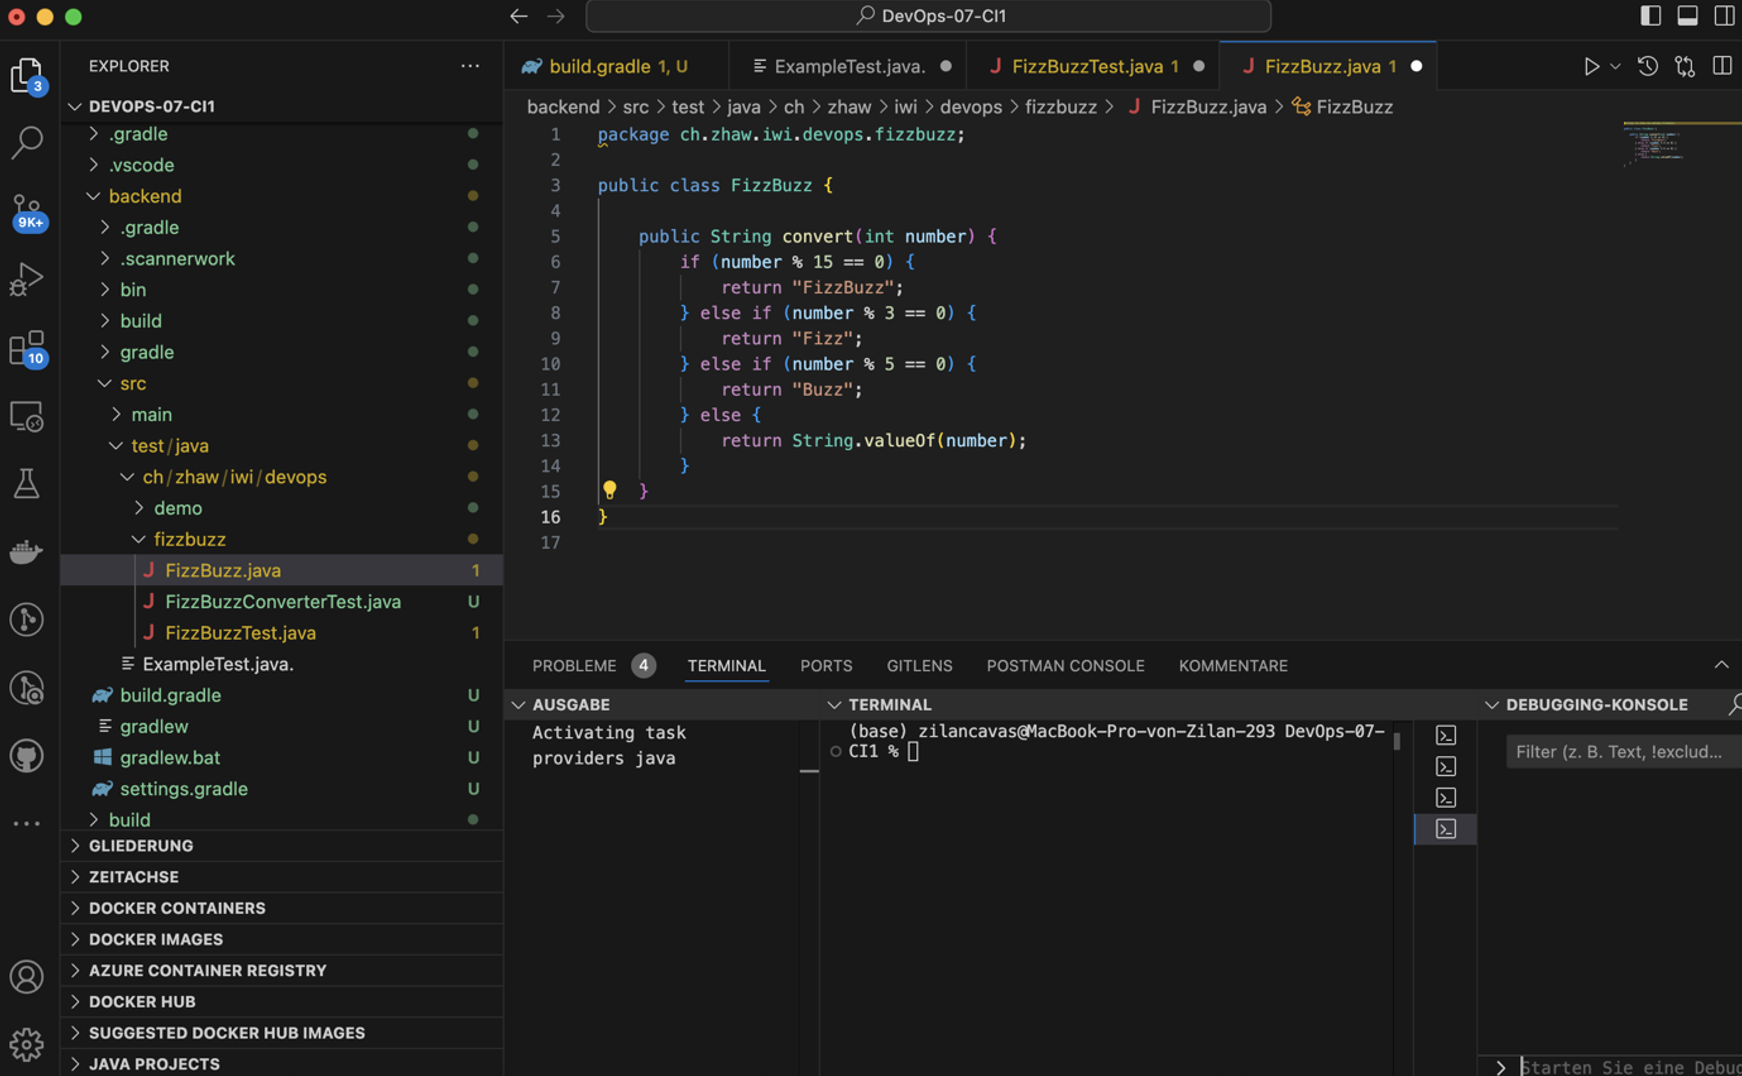 DevOps-07-CI1
EXPLORER
build.gradle 1, U
ExampleTest.java.
FizzBuzzTest.java 1
FizzBuzz.java 1
backend > src > test > java > ch > zhaw > iwi > devops > fizzbuzz > J FizzBuzz.java > FizzBuzz
3
9K+
10
DEVOPS-07-CI1
.gradle
.vscode
backend
.gradle
.scannerwork
bin
build
gradle
src
main
test/java
ch/zhaw/iwi/devops
demo
fizzbuzz
J FizzBuzz.java 1
J FizzBuzzConverterTest.java U
J FizzBuzzTest.java 1
ExampleTest.java.
build.gradle U
gradlew U
gradlew.bat U
settings.gradle U
build
GLIEDERUNG
ZEITACHSE
DOCKER CONTAINERS
DOCKER IMAGES
AZURE CONTAINER REGISTRY
DOCKER HUB
SUGGESTED DOCKER HUB IMAGES
JAVA PROJECTS
1 package ch.zhaw.iwi.devops.fizzbuzz;
2
3 public class FizzBuzz {
4
5 public String convert(int number) {
6 if (number % 15 == 0) {
7 return "FizzBuzz";
8 } else if (number % 3 == 0) {
9 return "Fizz";
10 } else if (number % 5 == 0) {
11 return "Buzz";
12 } else {
13 return String.valueOf(number);
14 }
15 }
16 }
17
PROBLEME 4 TERMINAL PORTS GITLENS POSTMAN CONSOLE KOMMENTARE
AUSGABE
Activating task
providers java
TERMINAL
(base) zilancavas@MacBook-Pro-von-Zilan-293 DevOps-07-
CI1 %
DEBUGGING-KONSOLE
Filter (z. B. Text, !exclud...
Starten Sie eine Debu